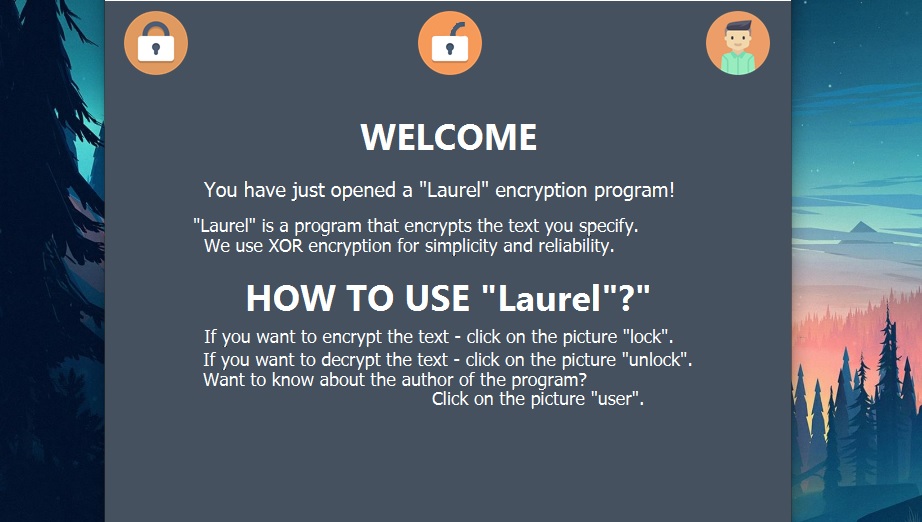 WELCOME
You have just opened a "Laurel" encryption program!
"Laurel" is a program that encrypts the text you specify.
We use XOR encryption for simplicity and reliability.
HOW TO USE "Laurel"?"
If you want to encrypt the text - click on the picture "lock".
If you want to decrypt the text - click on the picture "unlock".
Want to know about the author of the program?
Click on the picture "user".